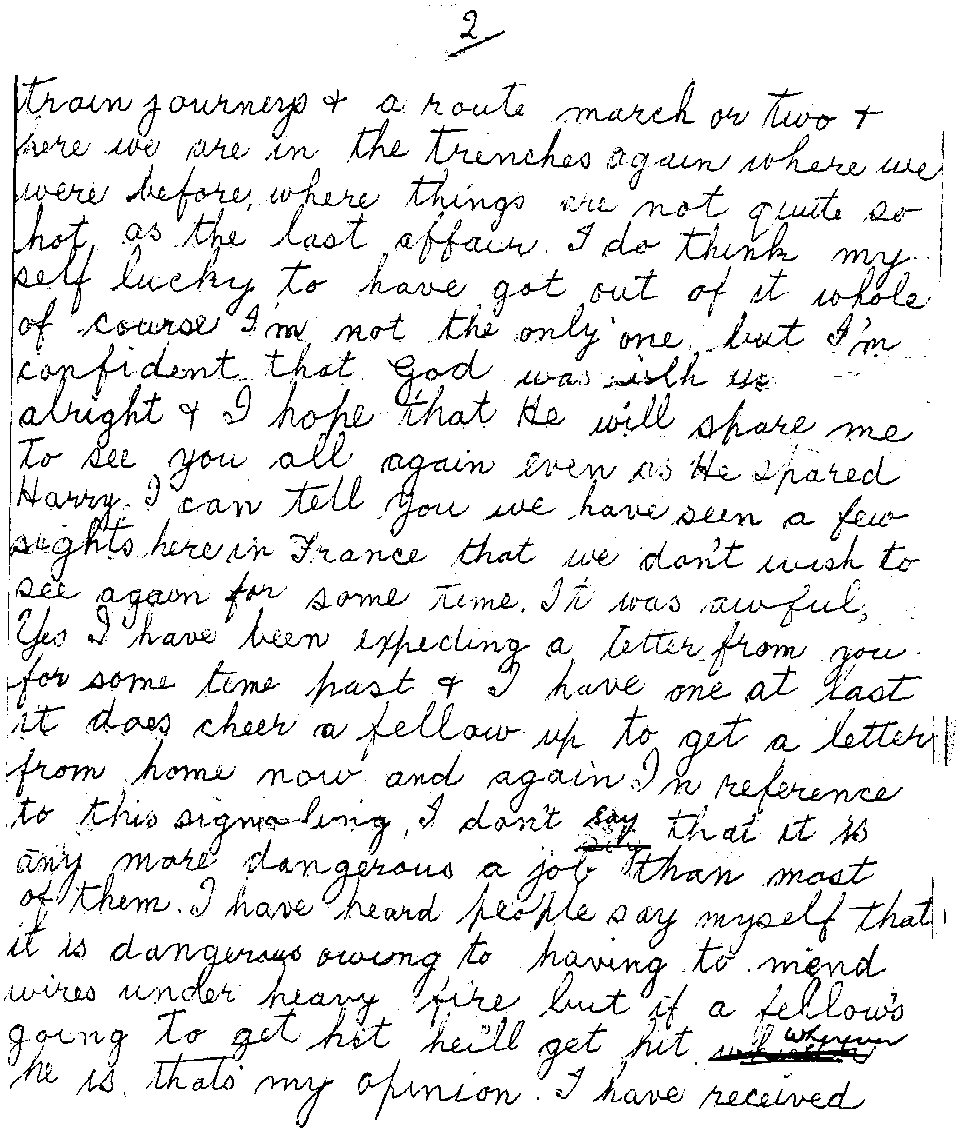 2
train journeys & a route march or two &
here we are in the trenches again where we
were before, where things are not quite so
hot, as the last affair. I do think my
self lucky to have got out of it whole
of course I'm not the only one, but I'm
confident that God was with us
alright & I hope that He will spare me
to see you all again even as He spared
Harry. I can tell you we have seen a few
sights here in France that we don't wish to
see again for some time. It was awful,
Yes I have been expecting a letter from you
for some time past & I have one at last
it does cheer a fellow up to get a letter
from home now and again In reference
to this signaling, I don't say that it is
any more dangerous a job than most
of them. I have heard people say myself that
it is dangerous owing to having to mend
wires under heavy fire but if a fellow's
going to get hit he'll get hit wherever
he is, thats my opinion. I have received